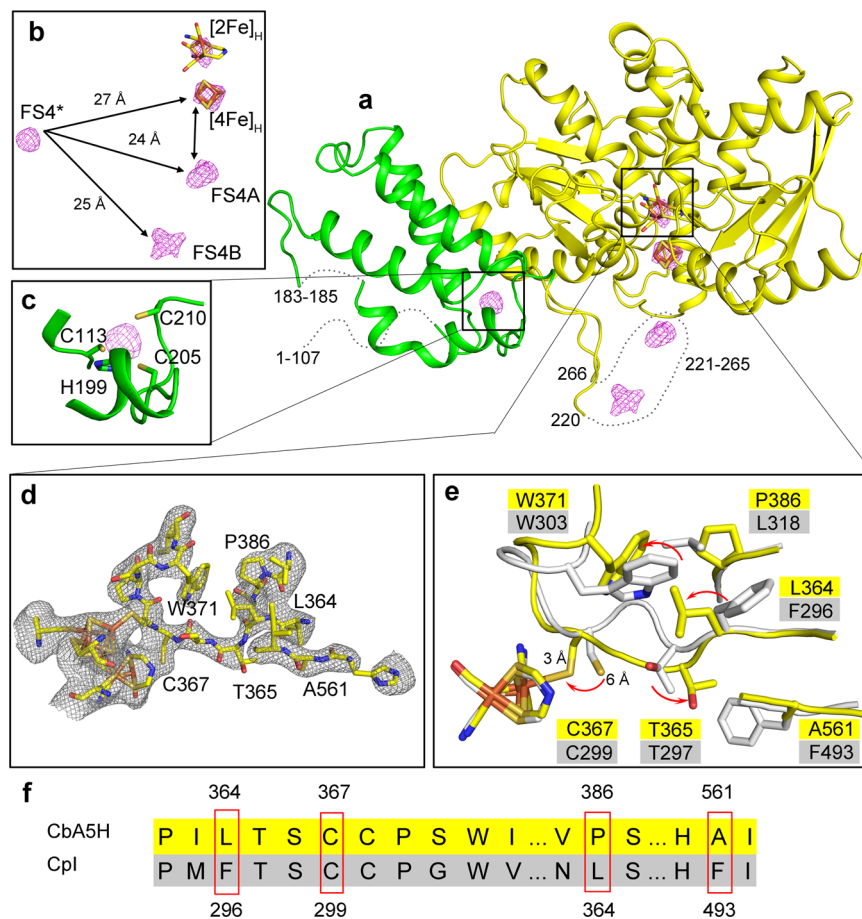 b
[2Fe]H
27 Å
FS4*
[4Fe]H
24 Å
FS4A
25 Å
FS4B
a
c
C210
C113
C205
H199
183-185
1-107
266
221-265
220
d
P386
W371
L364
C367
T365
A561
e
W371
W303
P386
L318
L364
F296
3 Å
6 Å
C367
C299
T365
T297
A561
F493
f
364 367 386 561
CbA5H P I L T S C C P S W I ... V P S ... H A I
CpI P M F T S C C P G W V ... N L S ... H F I
296 299 364 493